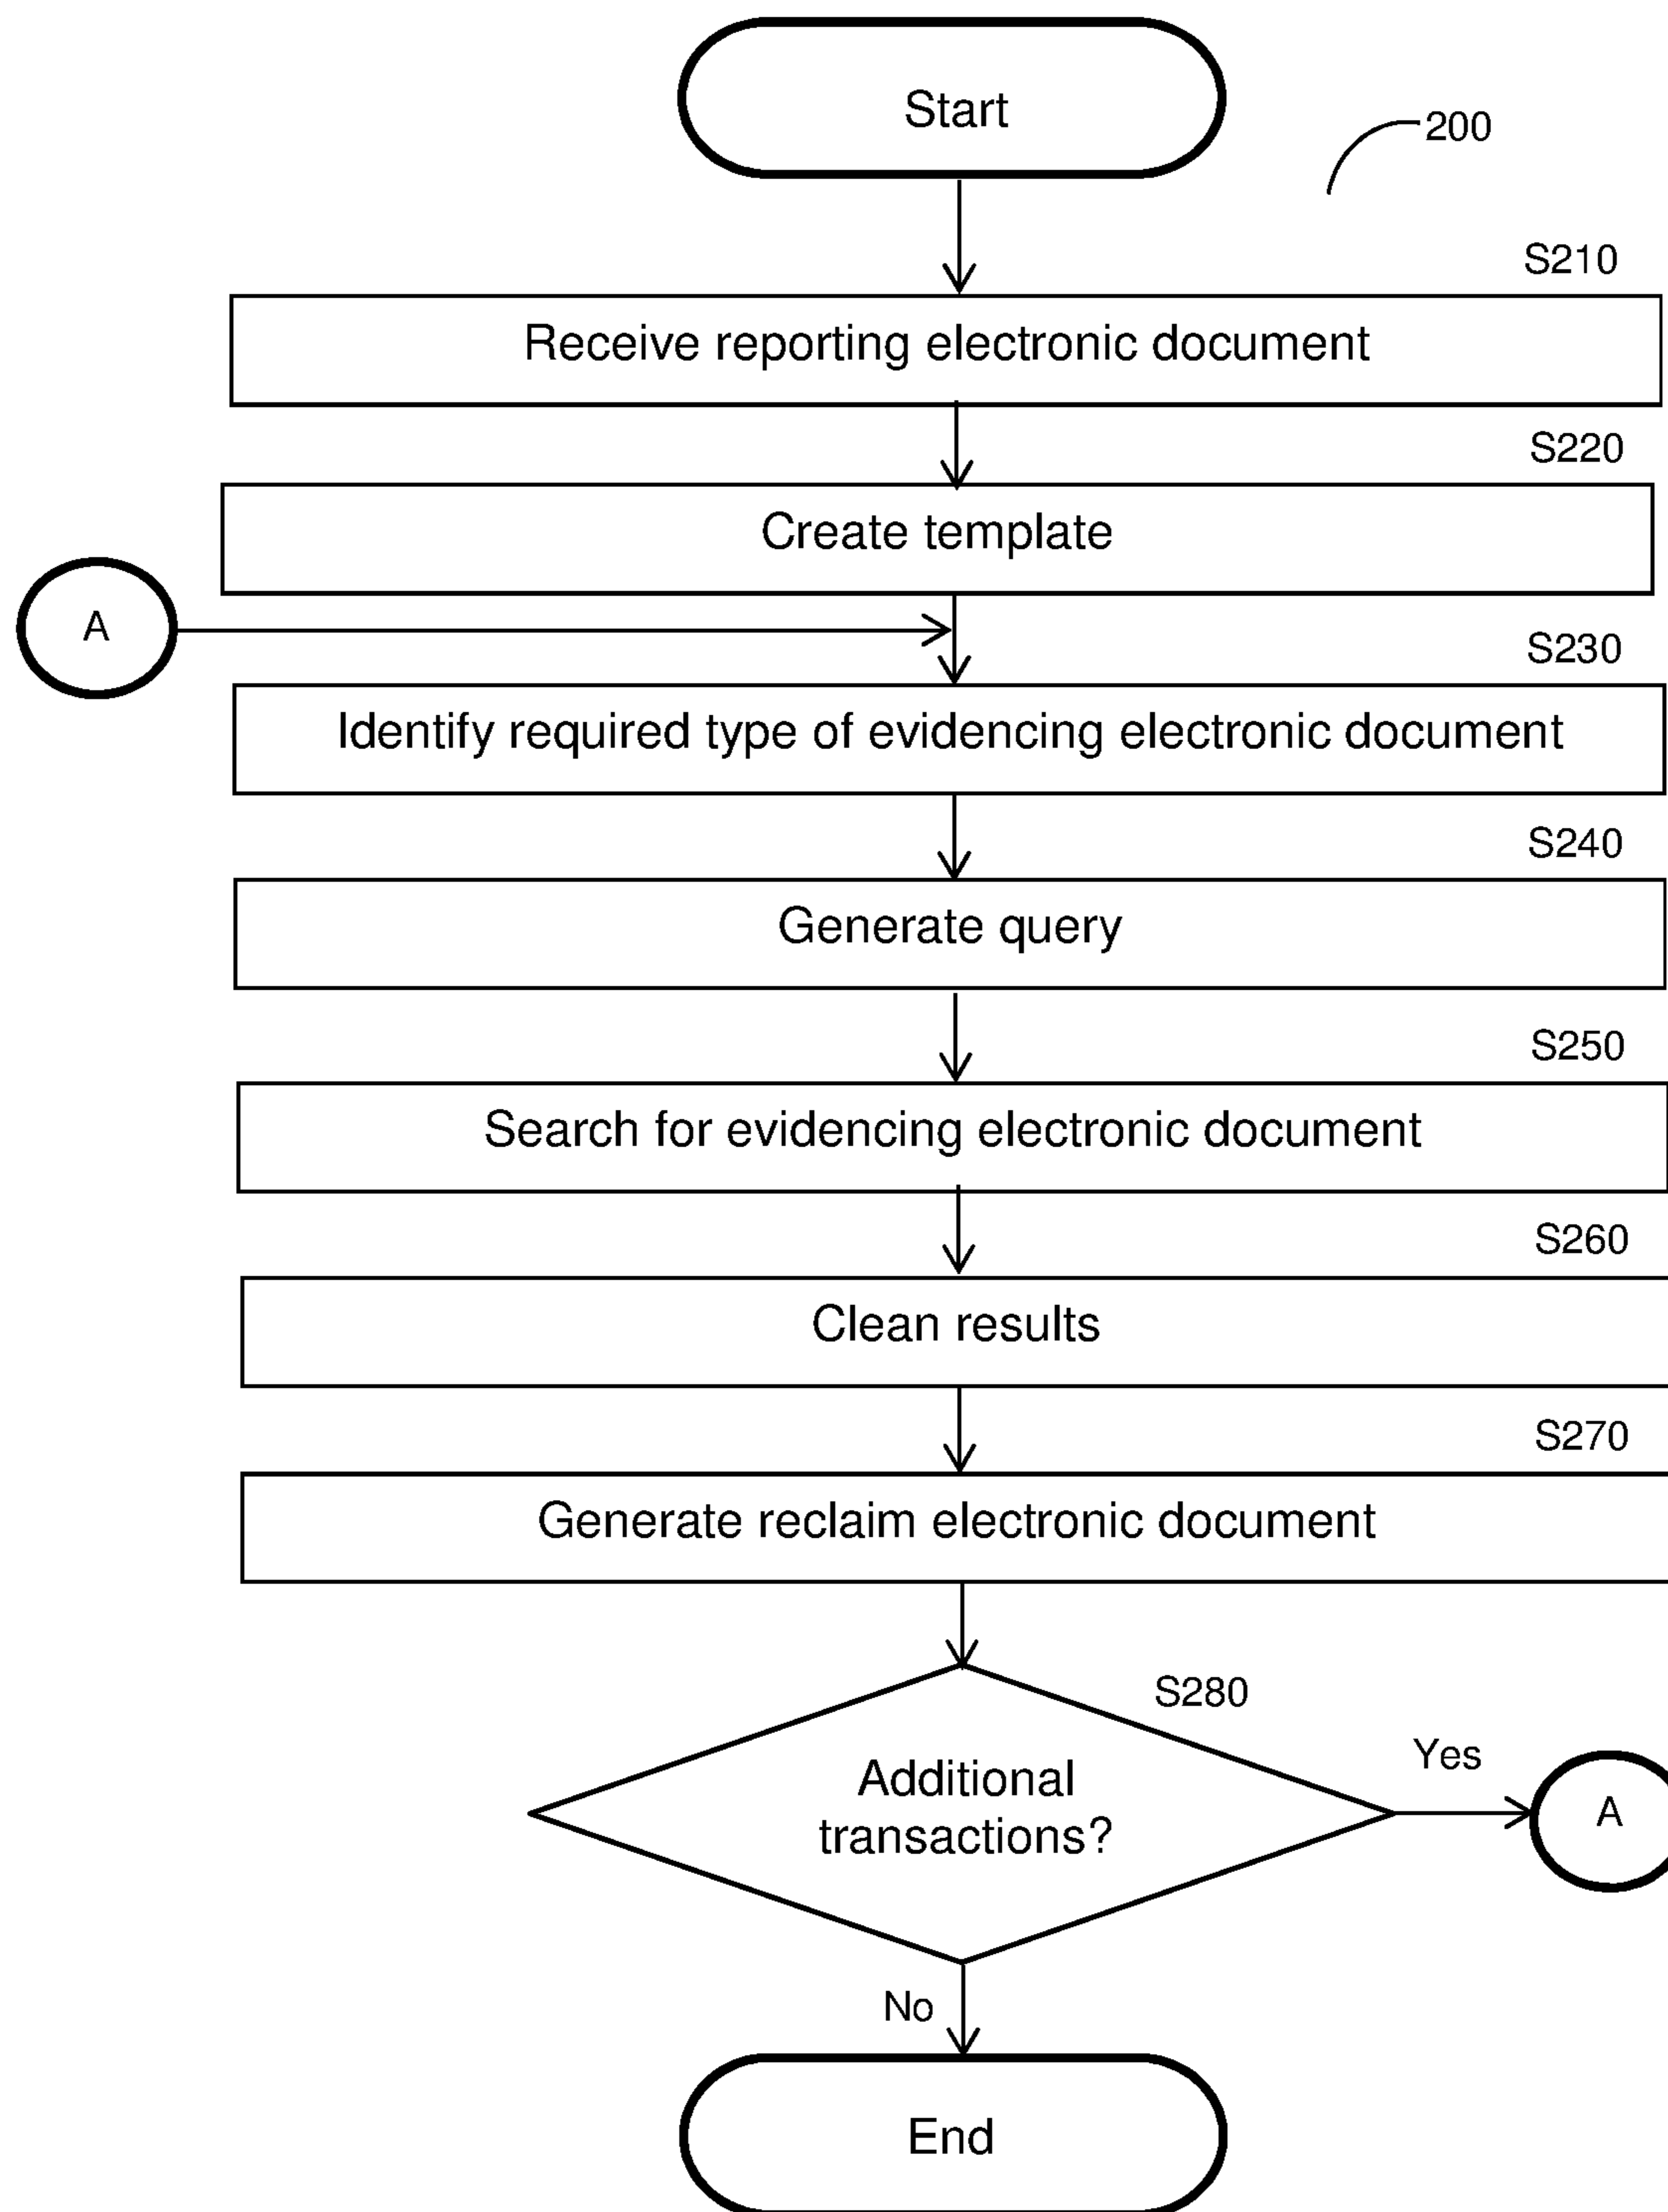 Start
200
S210
Receive reporting electronic document
S220
Create template
A
S230
Identify required type of evidencing electronic document
S240
Generate query
S250
Search for evidencing electronic document
S260
Clean results
S270
Generate reclaim electronic document
S280
Additional
transactions?
Yes
A
No
End